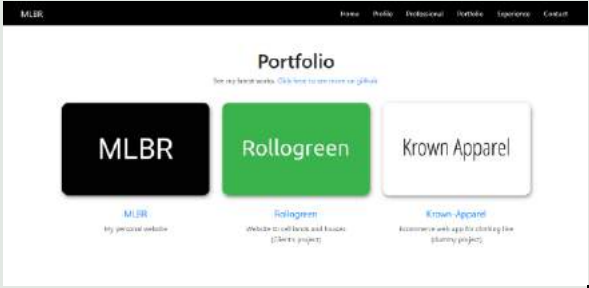 MLBR
Home Profile Professional Portfolio Experience Contact
Portfolio
See my latest works. Click here to see more on github
MLBR
Rollogreen
Krown Apparel
MLBR
My personal website
Rollogreen
Website to sell lands and houses
(Clients project)
Krown-Apparel
Ecommerce web app for clothing line
(dummy project)